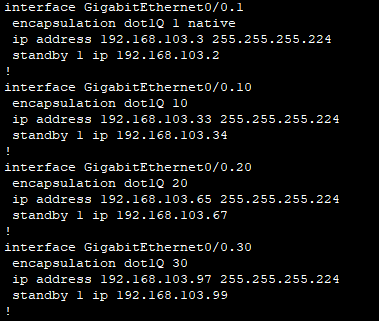 interface GigabitEthernet0/0.1
 encapsulation dot1Q 1 native
 ip address 192.168.103.3 255.255.255.224
 standby 1 ip 192.168.103.2
!
interface GigabitEthernet0/0.10
 encapsulation dot1Q 10
 ip address 192.168.103.33 255.255.255.224
 standby 1 ip 192.168.103.34
!
interface GigabitEthernet0/0.20
 encapsulation dot1Q 20
 ip address 192.168.103.65 255.255.255.224
 standby 1 ip 192.168.103.67
!
interface GigabitEthernet0/0.30
 encapsulation dot1Q 30
 ip address 192.168.103.97 255.255.255.224
 standby 1 ip 192.168.103.99
!